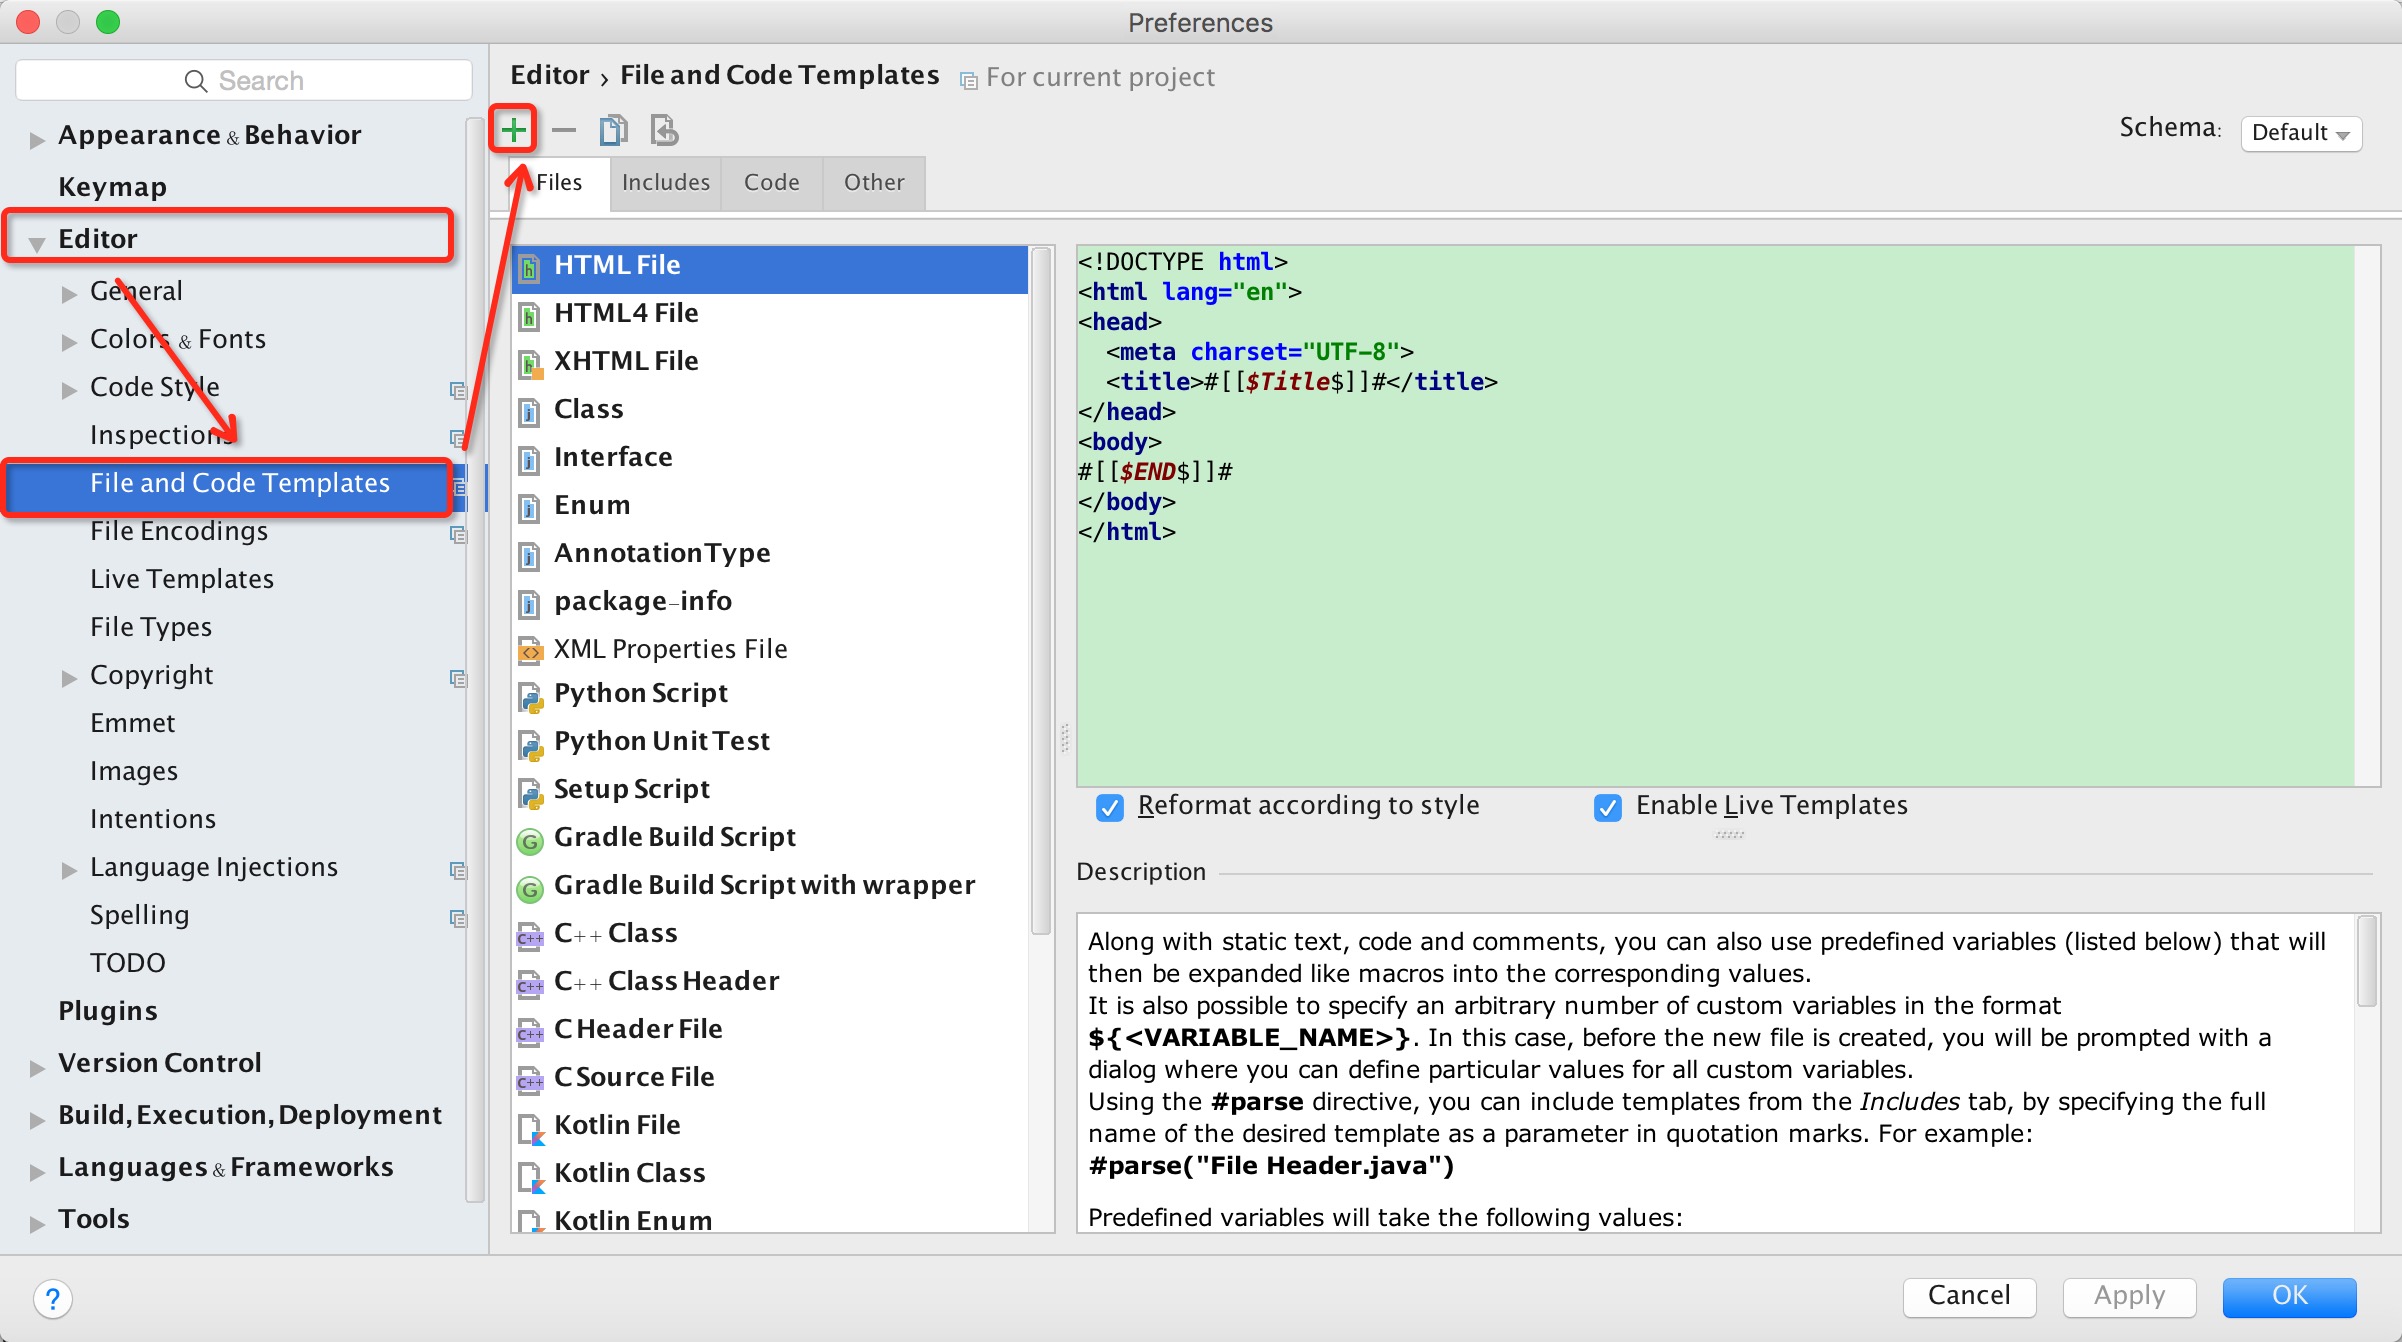 Preferences
Search
Appearance & Behavior
Keymap
Editor
General
Colors & Fonts
Code Style
Inspections
File and Code Templates
File Encodings
Live Templates
File Types
Copyright
Emmet
Images
Intentions
Language Injections
Spelling
TODO
Plugins
Version Control
Build, Execution, Deployment
Languages & Frameworks
Tools
Editor › File and Code Templates For current project
Schema: Default
Files Includes Code Other
HTML File
HTML4 File
XHTML File
Class
Interface
Enum
AnnotationType
package-info
XML Properties File
Python Script
Python Unit Test
Setup Script
Gradle Build Script
Gradle Build Script with wrapper
C++ Class
C++ Class Header
C Header File
C Source File
Kotlin File
Kotlin Class
Kotlin Enum
<!DOCTYPE html>
<html lang="en">
<head>
  <meta charset="UTF-8">
  <title>#[[$Title$]]#</title>
</head>
<body>
#[[$END$]]#
</body>
</html>
Reformat according to style Enable Live Templates
Description
Along with static text, code and comments, you can also use predefined variables (listed below) that will
then be expanded like macros into the corresponding values.
It is also possible to specify an arbitrary number of custom variables in the format
${<VARIABLE_NAME>}. In this case, before the new file is created, you will be prompted with a
dialog where you can define particular values for all custom variables.
Using the #parse directive, you can include templates from the Includes tab, by specifying the full
name of the desired template as a parameter in quotation marks. For example:
#parse("File Header.java")
Predefined variables will take the following values:
? Cancel Apply OK